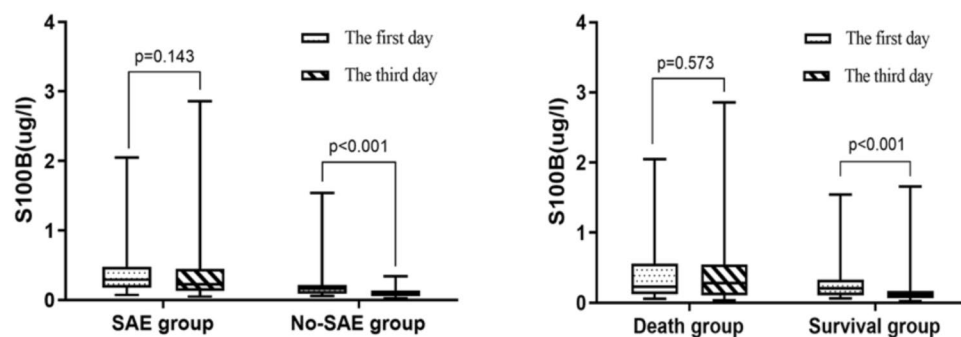 4
3
2
1
0
S100B(ug/l)
The first day
The third day
p=0.143
p<0.001
SAE group
No-SAE group
4
3
2
1
0
S100B(ug/l)
The first day
The third day
p=0.573
p<0.001
Death group
Survival group